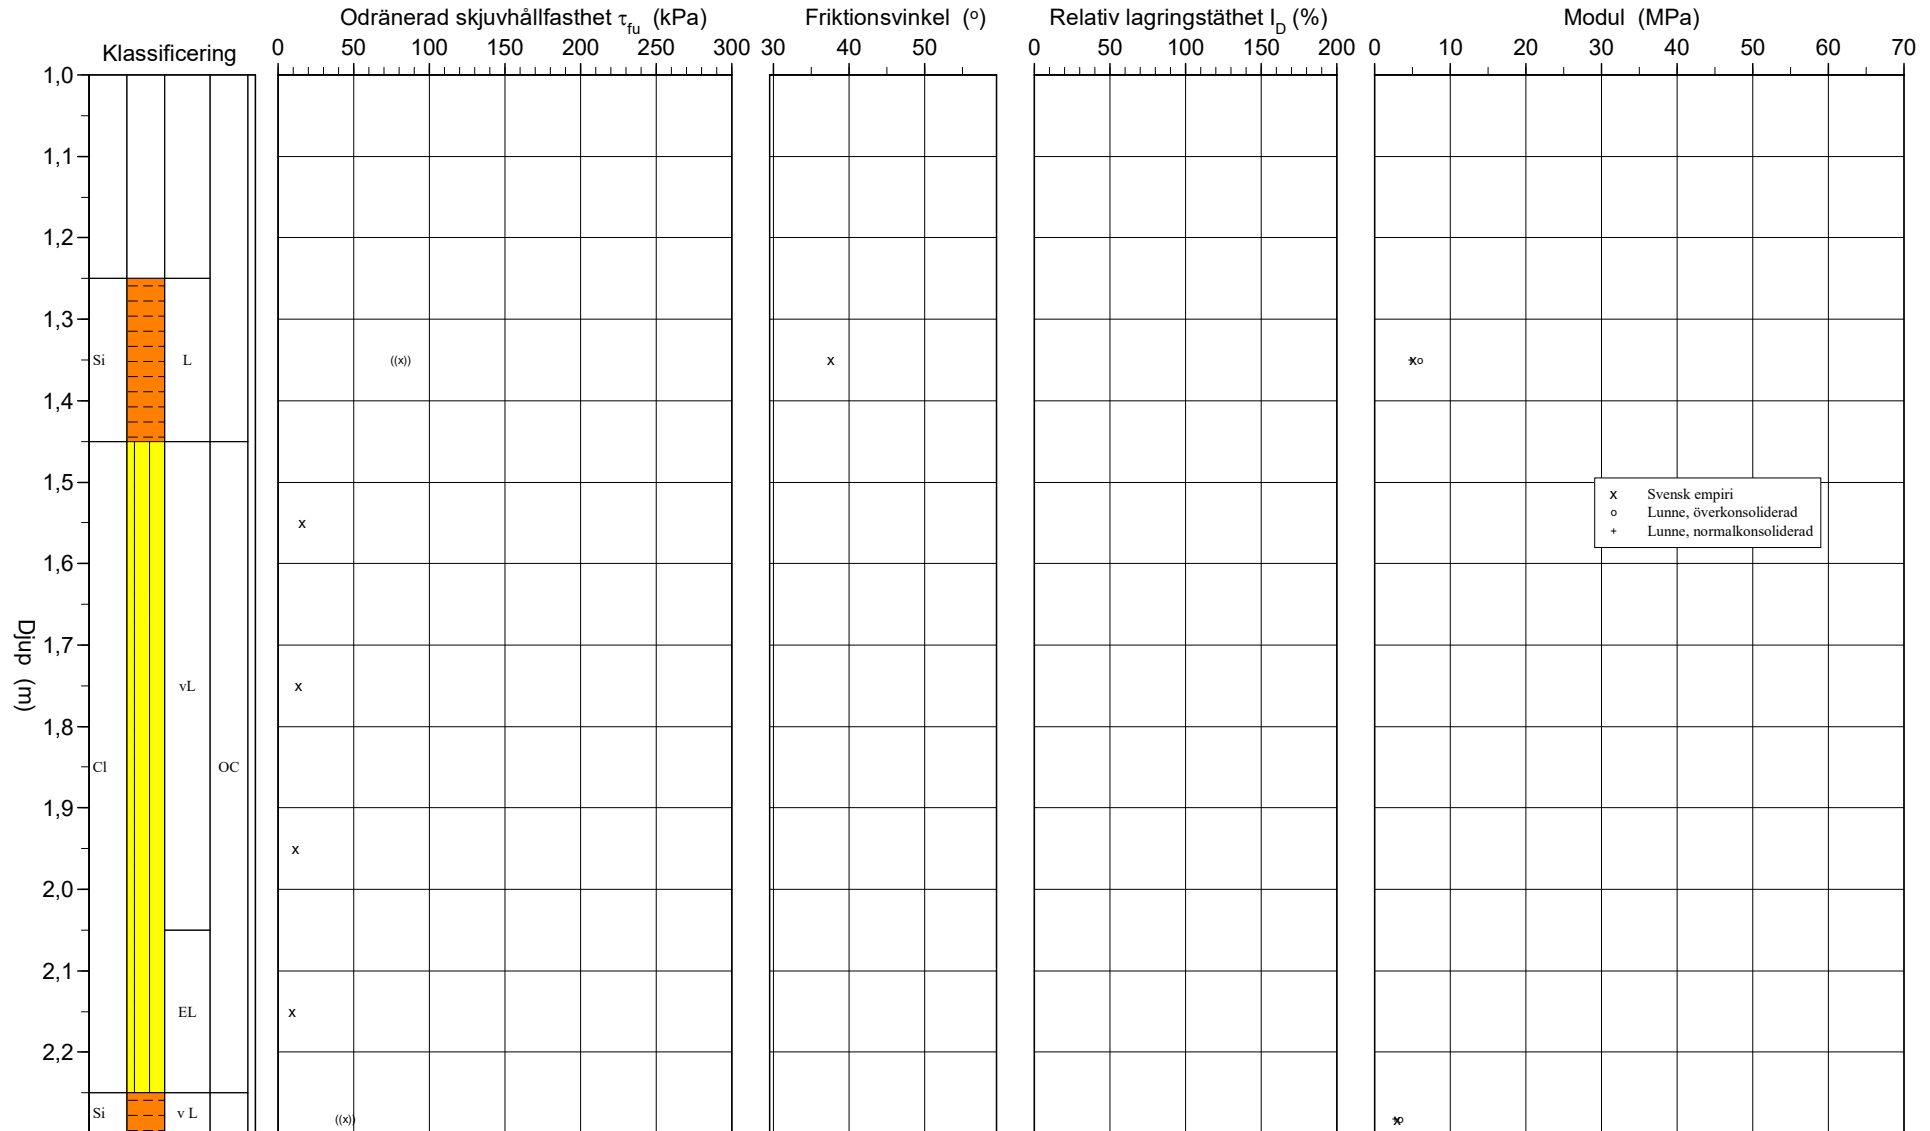 Odränerad skjuvhållfasthet τfu (kPa)
Friktionsvinkel (o)
Relativ lagringstäthet ID (%)
Modul (MPa)
Klassificering
0 50 100 150 200 250 300
30 40 50
0 50 100 150 200
0 10 20 30 40 50 60 70
1,0
1,1
1,2
1,3
Si L ((x)) x x o
1,4
1,5
x Svensk empiri
o Lunne, överkonsoliderad
+ Lunne, normalkonsoliderad
x
1,6
1,7
Djup (m)
vL x
1,8
Cl OC
1,9
x
2,0
2,1
EL x
2,2
Si v L ((x)) x o